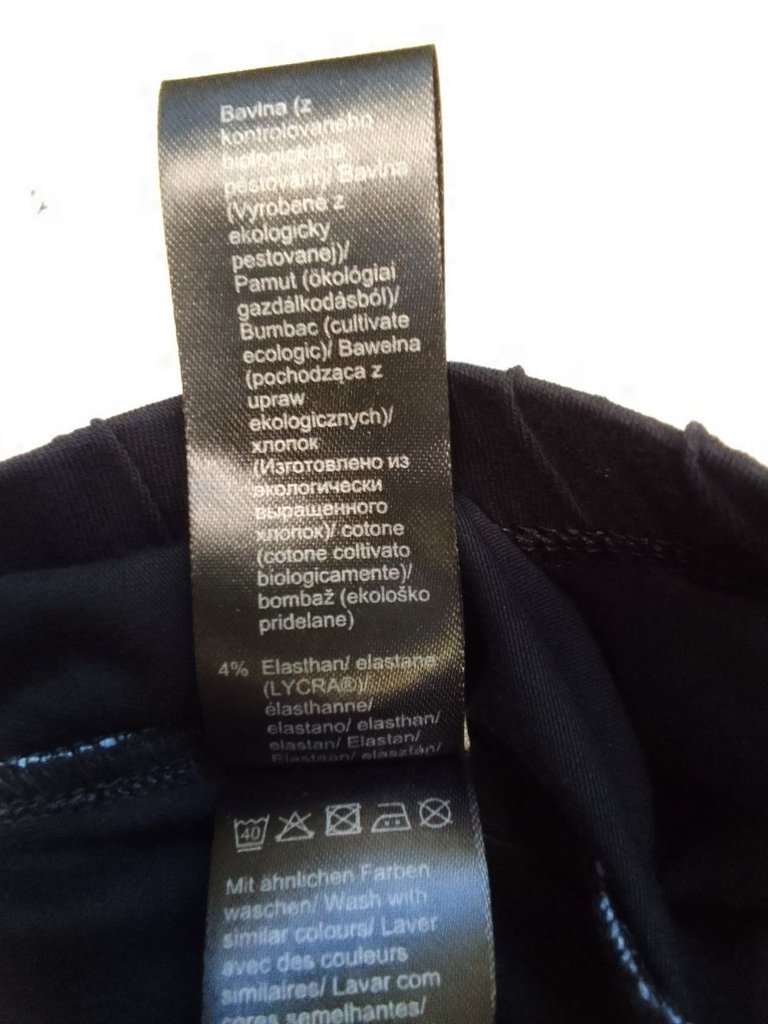 Bavlna (z
kontrolovaného
biologického
pěstování)/ Bavlna
(Vyrobené z
ekologicky
pestovanej)/
Pamut (ökológiai
gazdálkodásból)/
Bumbac (cultivate
ecologic)/ Bawełna
(pochodząca z
upraw
ekologicznych)/
хлопок
(Изготовлено из
экологически
выращенного
хлопок)/ cotone
(cotone coltivato
biologicamente)/
bombaž (ekološko
pridelane)
4% Elasthan/ elastane
(LYCRA®)/
élasthanne/
elastano/ elasthan/
elastan/ Elastan/
Elastaan/ elasztán/
40
Mit ähnlichen Farben
waschen/ Wash with
similar colours/ Laver
avec des couleurs
similaires/ Lavar com
cores semelhantes/